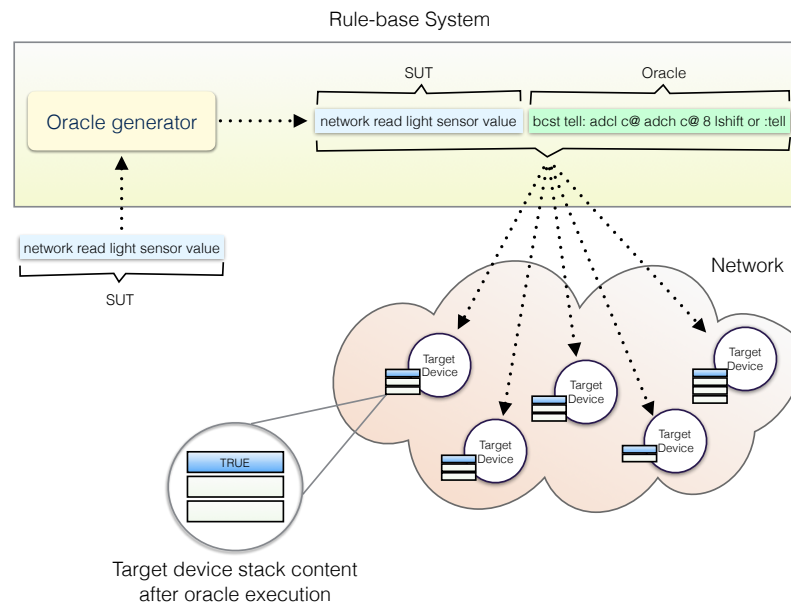 Rule-base System
SUT
Oracle
Oracle generator
network read light sensor value
bcst tell: adcl c@ adch c@ 8 lshift or :tell
network read light sensor value
SUT
Network
Target
Device
Target
Device
Target
Device
Target
Device
Target
Device
TRUE
Target device stack content
after oracle execution